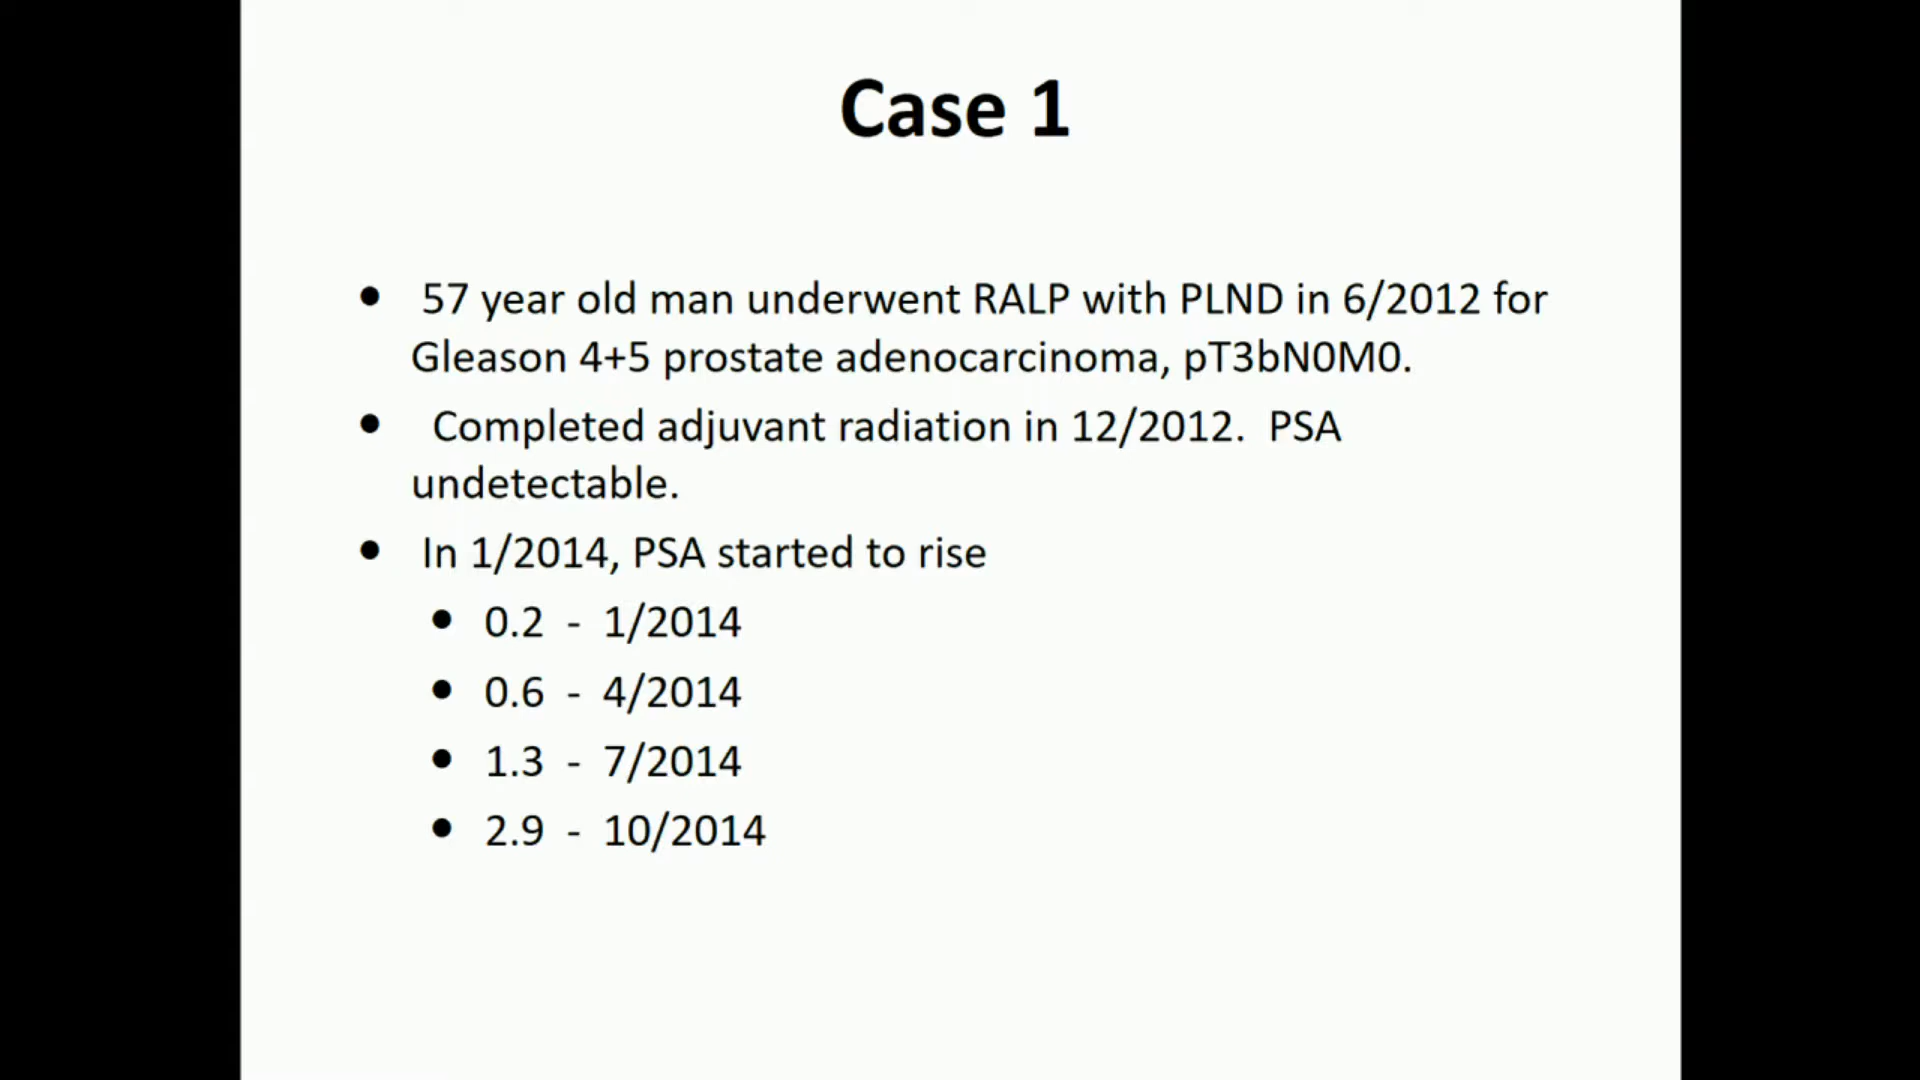 Case 1
• 57 year old man underwent RALP with PLND in 6/2012 for
Gleason 4+5 prostate adenocarcinoma, pT3bN0M0.
• Completed adjuvant radiation in 12/2012. PSA
undetectable.
• In 1/2014, PSA started to rise
• 0.2 - 1/2014
• 0.6 - 4/2014
• 1.3 - 7/2014
• 2.9 - 10/2014